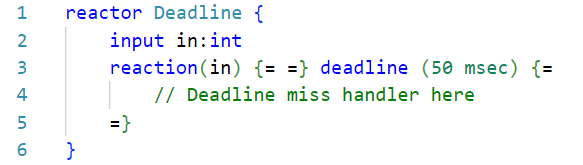 1 reactor Deadline {
2     input in:int
3     reaction(in) {= =} deadline (50 msec) {=
4         // Deadline miss handler here
5     =}
6 }